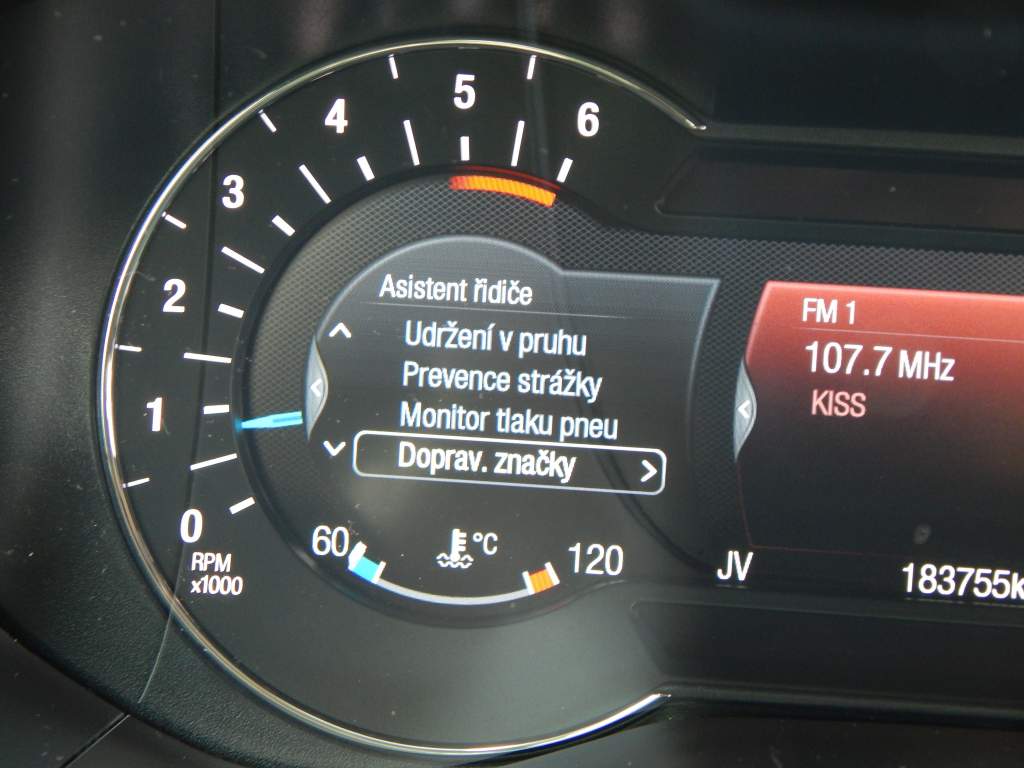 6
5
4
3
2
1
0
RPM
x1000
Asistent řidiče
Udržení v pruhu
Prevence strážky
Monitor tlaku pneu
Doprav. značky
60
°C
120
FM 1
107.7 MHz
KISS
JV
183755k